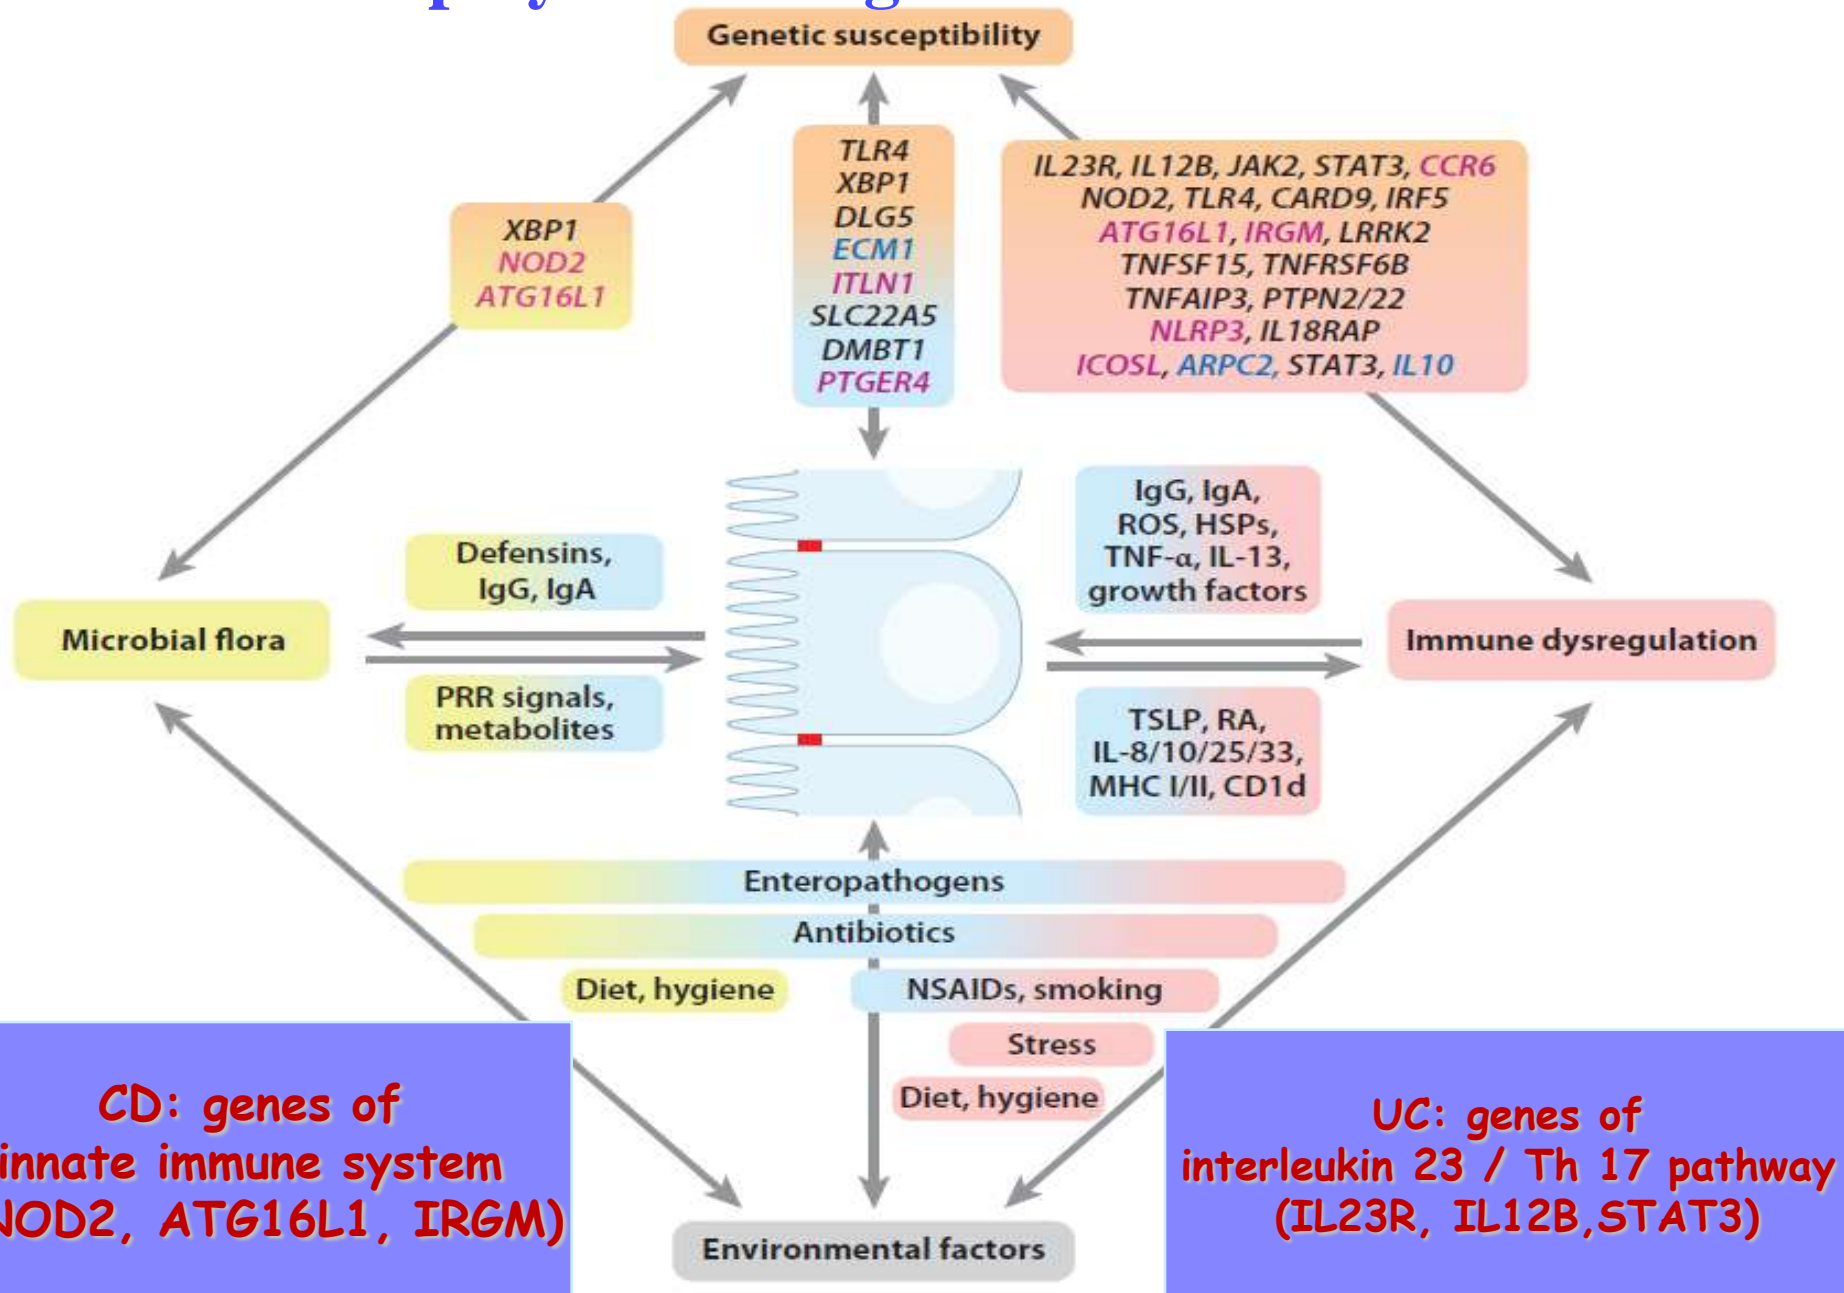 Genetic susceptibility
TLR4
XBP1
DLG5
ECM1
ITLN1
SLC22A5
DMBT1
PTGER4
IL23R, IL12B, JAK2, STAT3, CCR6
NOD2, TLR4, CARD9, IRF5
ATG16L1, IRGM, LRRK2
TNFSF15, TNFRSF6B
TNFAIP3, PTPN2/22
NLRP3, IL18RAP
ICOSL, ARPC2, STAT3, IL10
XBP1
NOD2
ATG16L1
Defensins,
IgG, IgA
IgG, IgA,
ROS, HSPs,
TNF-α, IL-13,
growth factors
Microbial flora
Immune dysregulation
PRR signals,
metabolites
TSLP, RA,
IL-8/10/25/33,
MHC I/II, CD1d
Enteropathogens
Antibiotics
Diet, hygiene
NSAIDs, smoking
Stress
Diet, hygiene
CD: genes of
innate immune system
NOD2, ATG16L1, IRGM)
UC: genes of
interleukin 23 / Th 17 pathway
(IL23R, IL12B,STAT3)
Environmental factors